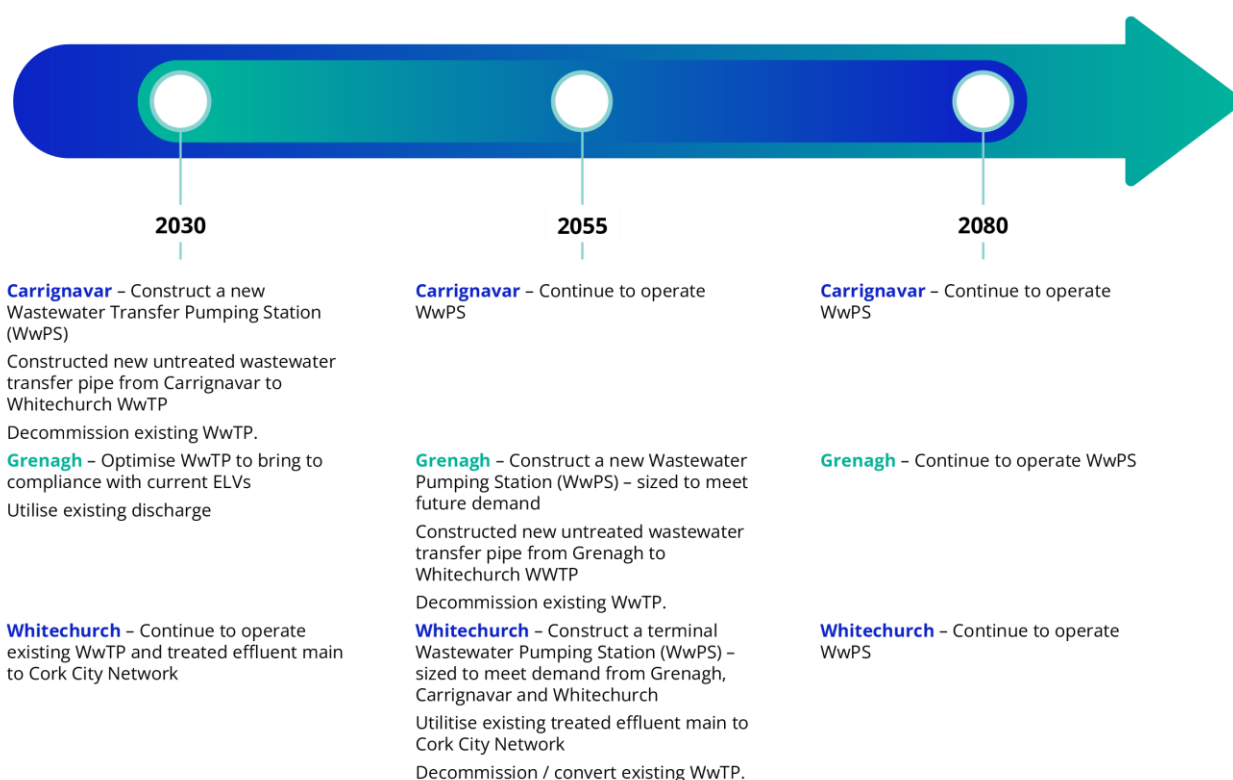 2030
2055
2080
Carrignavar – Construct a new
Wastewater Transfer Pumping Station
(WwPS)
Constructed new untreated wastewater
transfer pipe from Carrignavar to
Whitechurch WwTP
Decommission existing WwTP.
Carrignavar – Continue to operate
WwPS
Carrignavar – Continue to operate
WwPS
Grenagh – Optimise WwTP to bring to
compliance with current ELVs
Utilise existing discharge
Grenagh – Construct a new Wastewater
Pumping Station (WwPS) – sized to meet
future demand
Constructed new untreated wastewater
transfer pipe from Grenagh to
Whitechurch WWTP
Decommission existing WwTP.
Grenagh – Continue to operate WwPS
Whitechurch – Continue to operate
existing WwTP and treated effluent main
to Cork City Network
Whitechurch – Construct a terminal
Wastewater Pumping Station (WwPS) –
sized to meet demand from Grenagh,
Carrignavar and Whitechurch
Utilitise existing treated effluent main to
Cork City Network
Decommission / convert existing WwTP.
Whitechurch – Continue to operate
WwPS